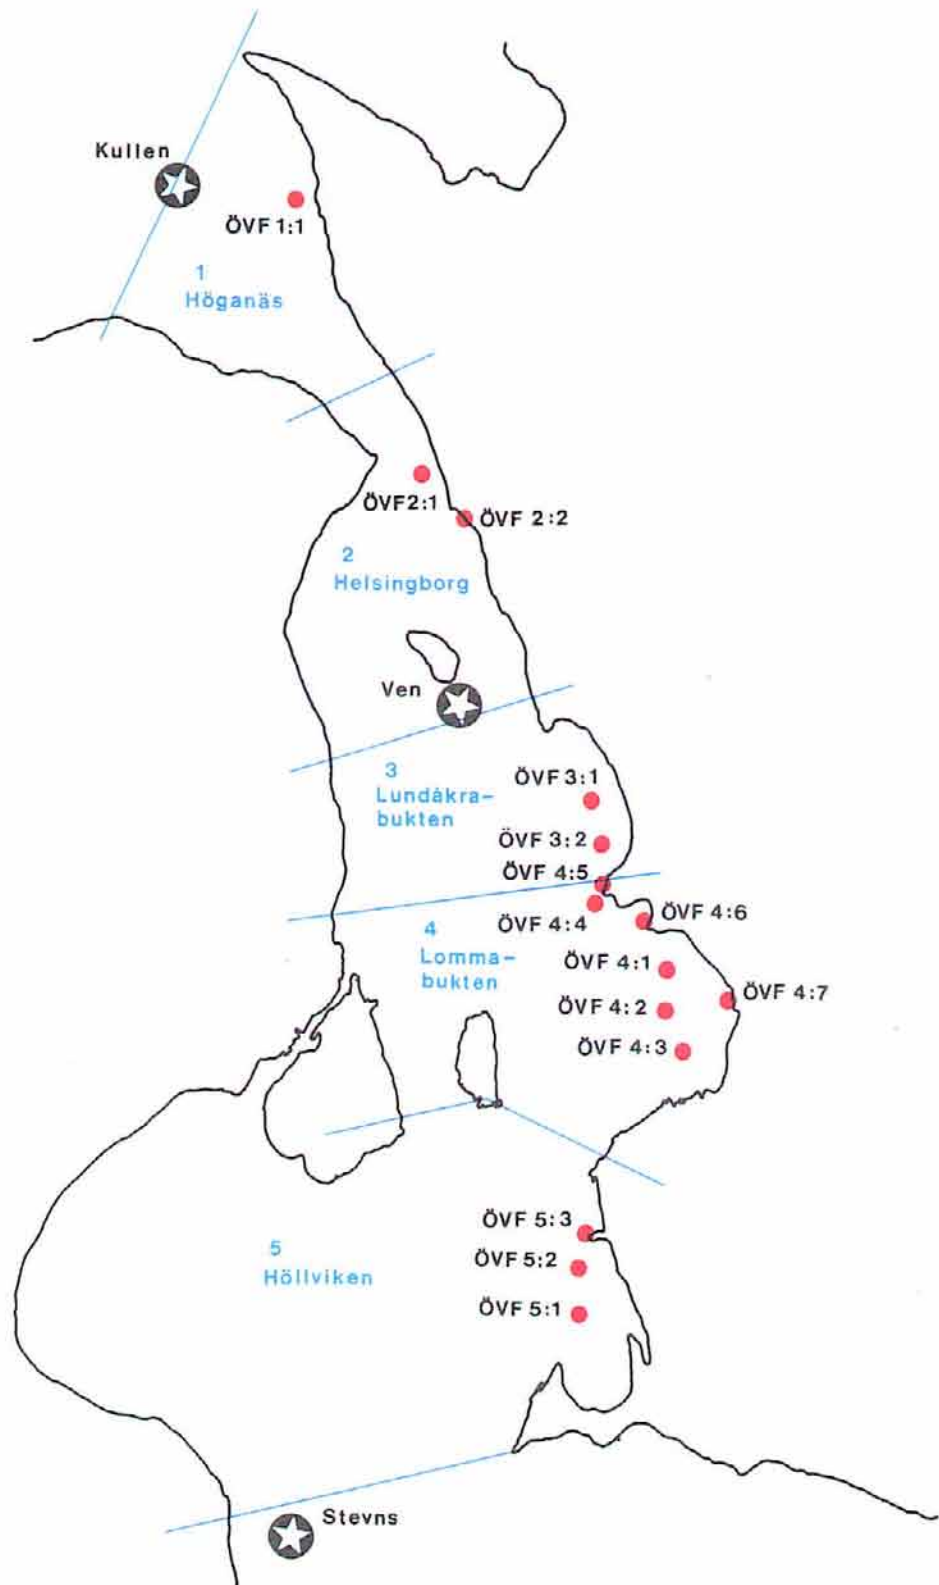 Kullen
ÖVF 1:1
1
Höganäs
ÖVF2:1
ÖVF 2:2
2
Helsingborg
Ven
3
Lundåkra-
bukten
ÖVF 3:1
ÖVF 3:2
ÖVF 4:5
ÖVF 4:4
ÖVF 4:6
4
Lomma-
bukten
ÖVF 4:1
ÖVF 4:7
ÖVF 4:2
ÖVF 4:3
ÖVF 5:3
5
Höllviken
ÖVF 5:2
ÖVF 5:1
Stevns